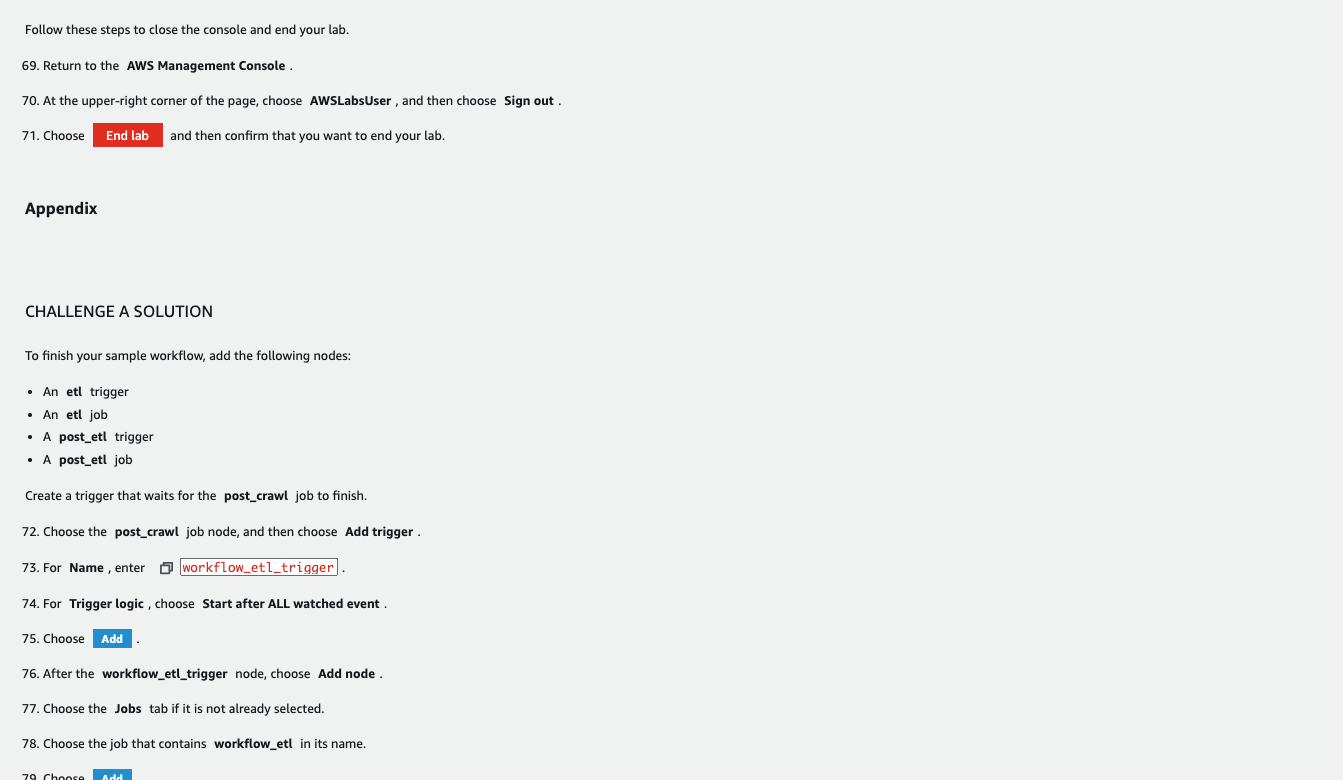 Follow these steps to close the console and end your lab.
69. Return to the AWS Management Console .
70. At the upper-right corner of the page, choose AWSLabsUser , and then choose Sign out .
71. Choose End lab and then confirm that you want to end your lab.
Appendix
CHALLENGE A SOLUTION
To finish your sample workflow, add the following nodes:
• An etl trigger
• An etl job
• A post_etl trigger
• A post_etl job
Create a trigger that waits for the post_crawl job to finish.
72. Choose the post_crawl job node, and then choose Add trigger .
73. For Name , enter workflow_etl_trigger .
74. For Trigger logic , choose Start after ALL watched event .
75. Choose Add .
76. After the workflow_etl_trigger node, choose Add node .
77. Choose the Jobs tab if it is not already selected.
78. Choose the job that contains workflow_etl in its name.
79. Choose Add